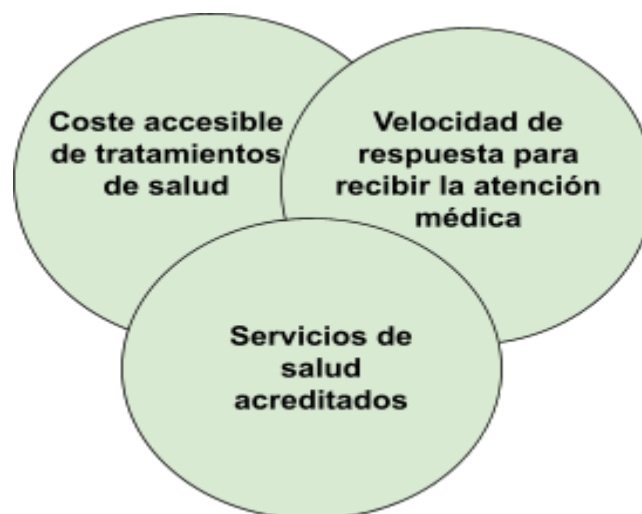 Coste accesible
de tratamientos
de salud
Velocidad de
respuesta para
recibir la atención
médica
Servicios de
salud
acreditados